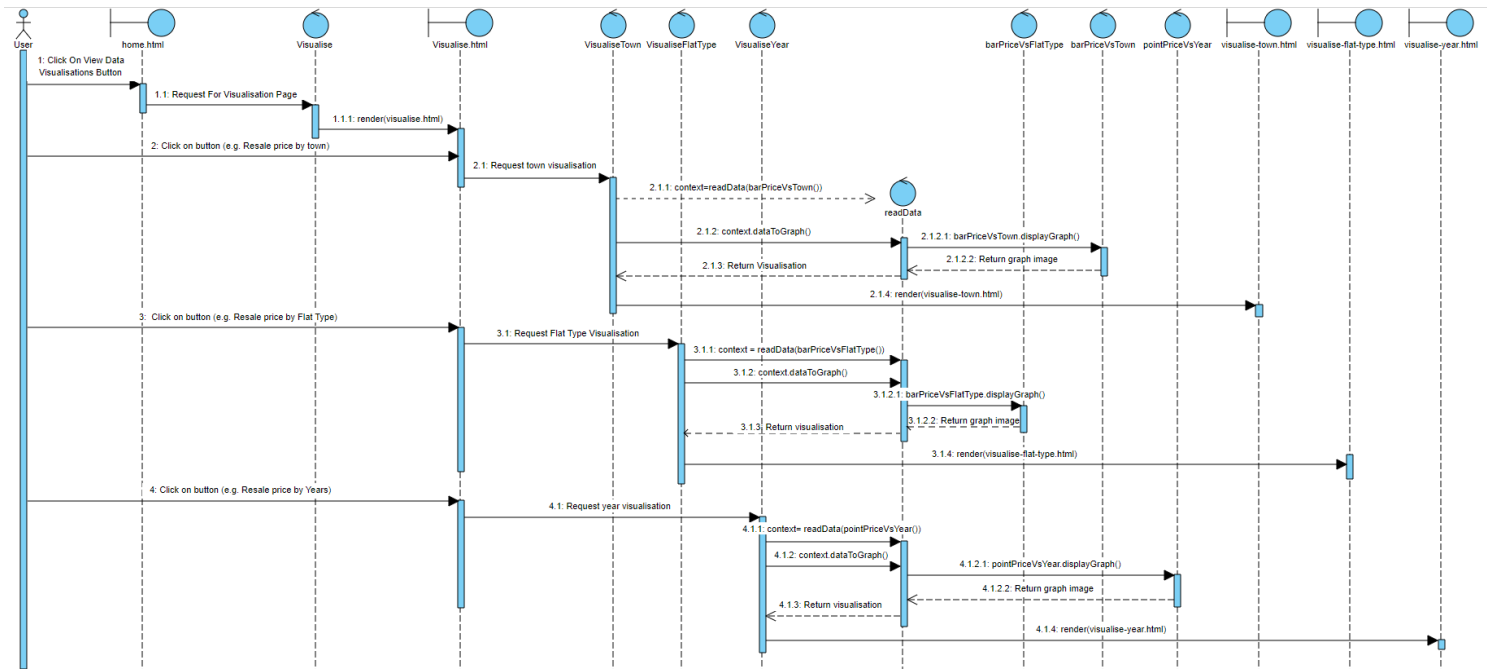 User
home.html
Visualise
Visualise.html
VisualiseTown
VisualiseFlatType
VisualiseYear
barPriceVsFlatType
barPriceVsTown
pointPriceVsYear
visualise-town.html
visualise-flat-type.html
visualise-year.html
1: Click On View Data
Visualisations Button
1.1: Request For Visualisation Page
1.1.1: render(visualise.html)
2: Click on button (e.g. Resale price by town)
2.1: Request town visualisation
2.1.1: context=readData(barPriceVsTown())
readData
2.1.2: context.dataToGraph()
2.1.2.1: barPriceVsTown.displayGraph()
2.1.2.2: Return graph image
2.1.3: Return Visualisation
2.1.4: render(visualise-town.html)
3: Click on button (e.g. Resale price by Flat Type)
3.1: Request Flat Type Visualisation
3.1.1: context = readData(barPriceVsFlatType())
3.1.2: context.dataToGraph()
3.1.2.1: barPriceVsFlatType.displayGraph()
3.1.2.2: Return graph image
3.1.3: Return visualisation
3.1.4: render(visualise-flat-type.html)
4: Click on button (e.g. Resale price by Years)
4.1: Request year visualisation
4.1.1: context= readData(pointPriceVsYear())
4.1.2: context.dataToGraph()
4.1.2.1: pointPriceVsYear.displayGraph()
4.1.2.2: Return graph image
4.1.3: Return visualisation
4.1.4: render(visualise-year.html)